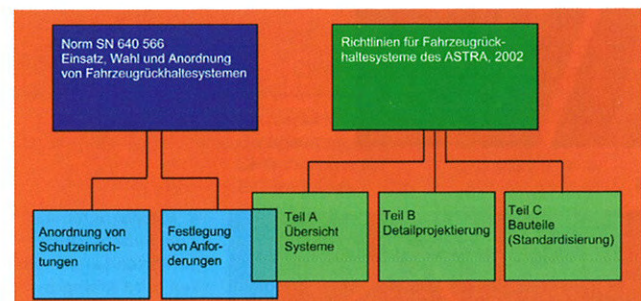 Norm SN 640 566
Einsatz, Wahl und Anordnung
von Fahrzeugrückhaltesystemen
Richtlinien für Fahrzeugrück-
haltesysteme des ASTRA, 2002
Anordnung von
Schutzeinrich-
tungen
Festlegung
von Anfor-
derungen
Teil A
Übersicht
Systeme
Teil B
Detailprojektierung
Teil C
Bauteile
(Standardisierung)